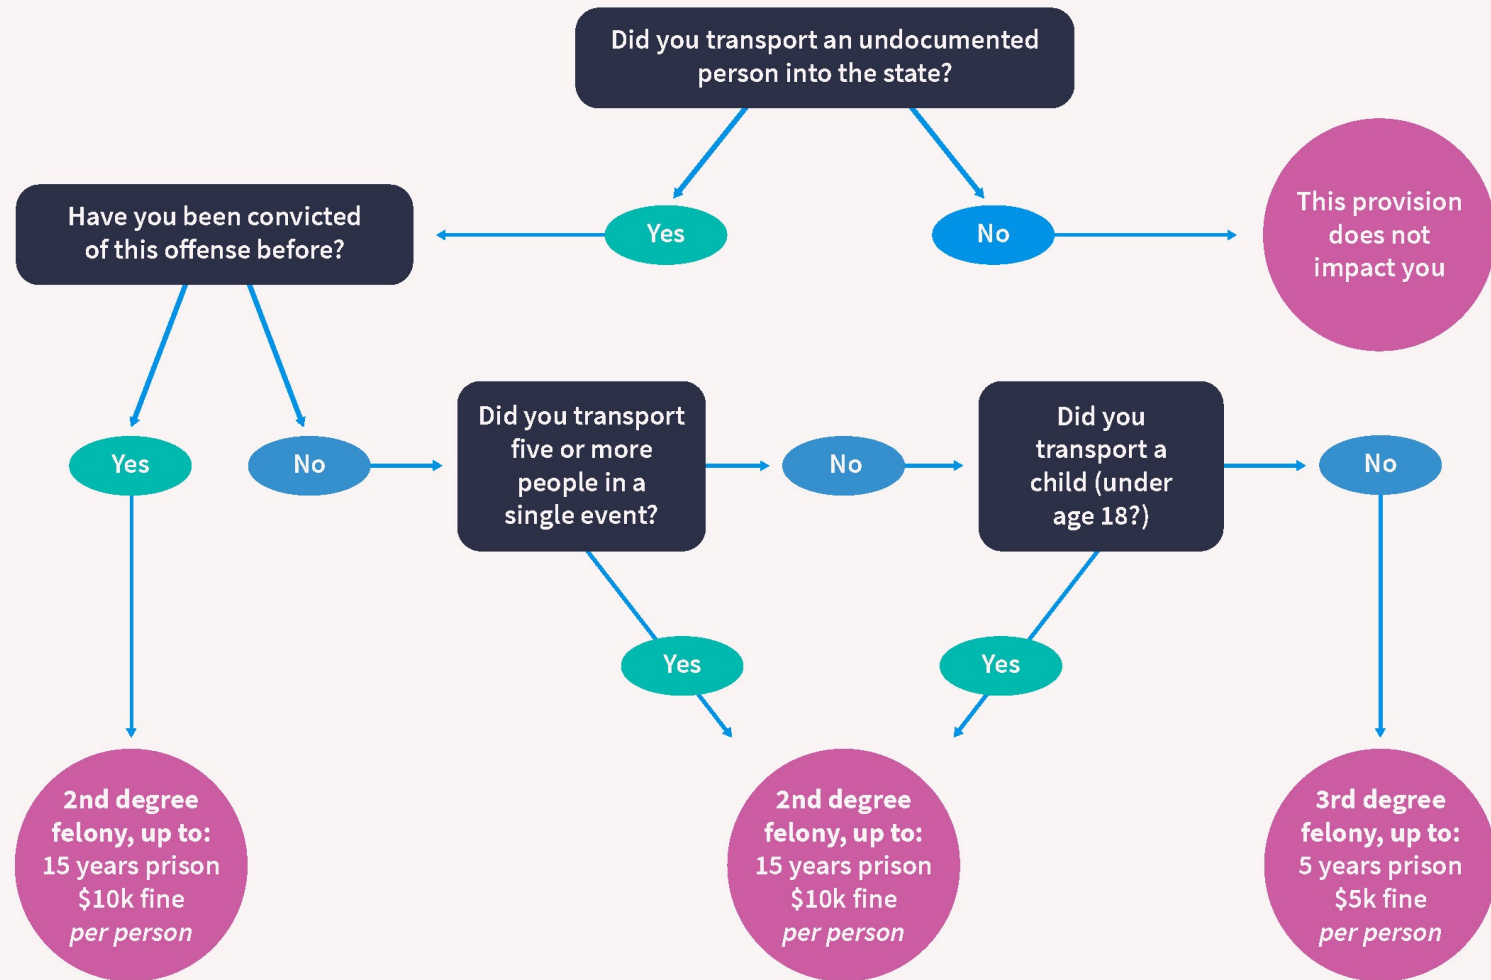 Did you transport an undocumented
person into the state?
Yes
No
This provision
does not
impact you
Have you been convicted
of this offense before?
Yes
No
Did you transport
five or more
people in a
single event?
No
Did you
transport a
child (under
age 18?)
No
Yes
Yes
2nd degree
felony, up to:
15 years prison
$10k fine
per person
2nd degree
felony, up to:
15 years prison
$10k fine
per person
3rd degree
felony, up to:
5 years prison
$5k fine
per person